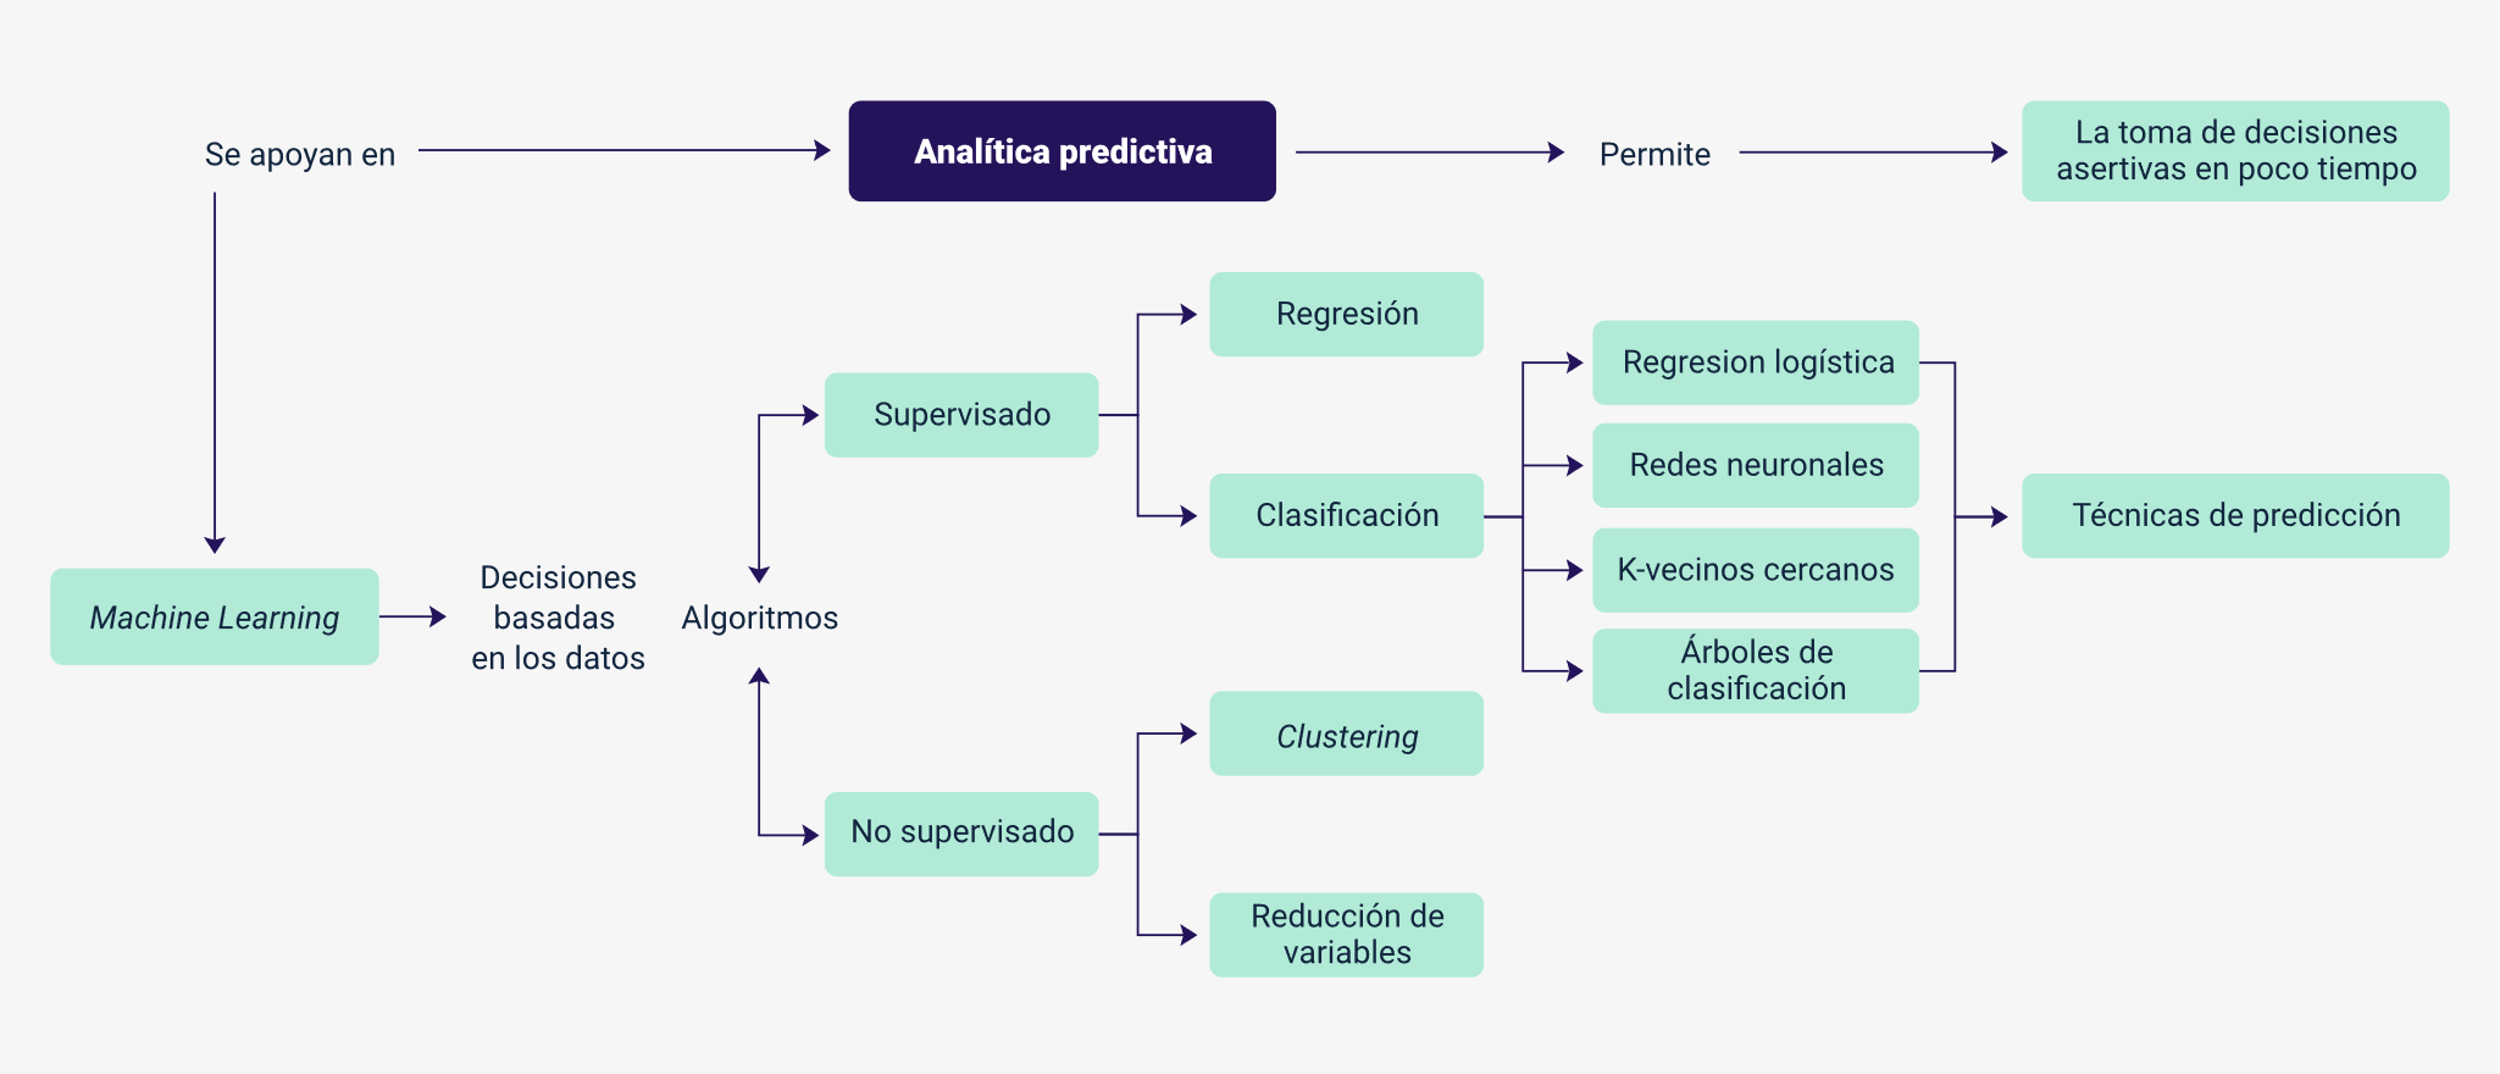 Se apoyan en
Analítica predictiva
Permite
La toma de decisiones
asertivas en poco tiempo
Regresión
Regresion logística
Supervisado
Redes neuronales
Clasificación
Técnicas de predicción
K-vecinos cercanos
Machine Learning
Decisiones
basadas
en los datos
Algoritmos
Árboles de
clasificación
Clustering
No supervisado
Reducción de
variables